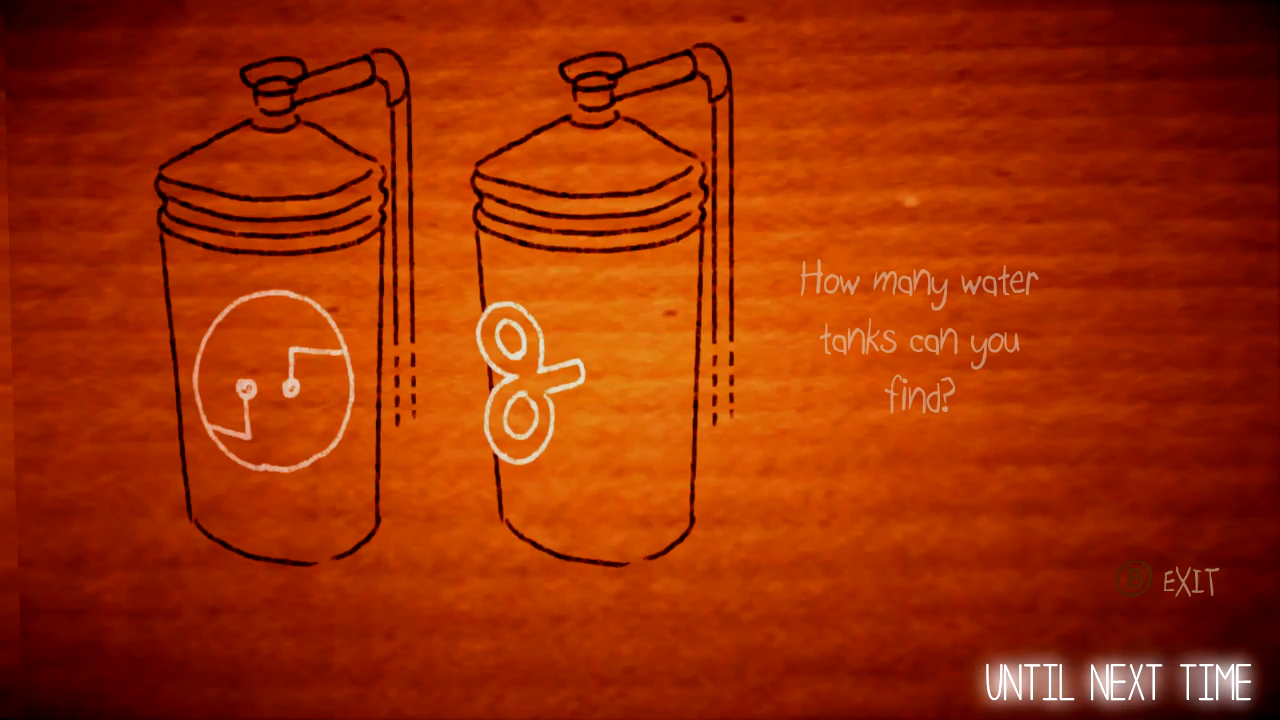 How many water
tanks can you
find?
B EXIT
UNTIL NEXT TIME